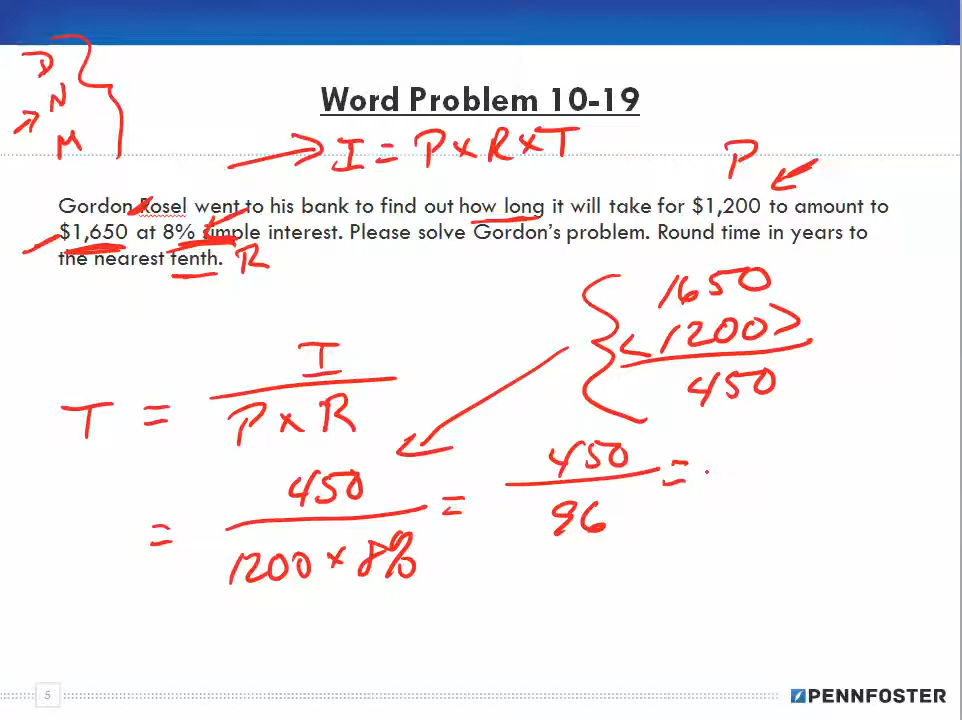 D
N
M
Word Problem 10-19
I = P × R × T
P
Gordon Rosel went to his bank to find out how long it will take for $1,200 to amount to
$1,650 at 8% simple interest. Please solve Gordon's problem. Round time in years to
the nearest tenth.
R
1650
<1200>
450
T = I
P × R
= 450
1200 × 8%
= 450
96
=
5
PENNFOSTER